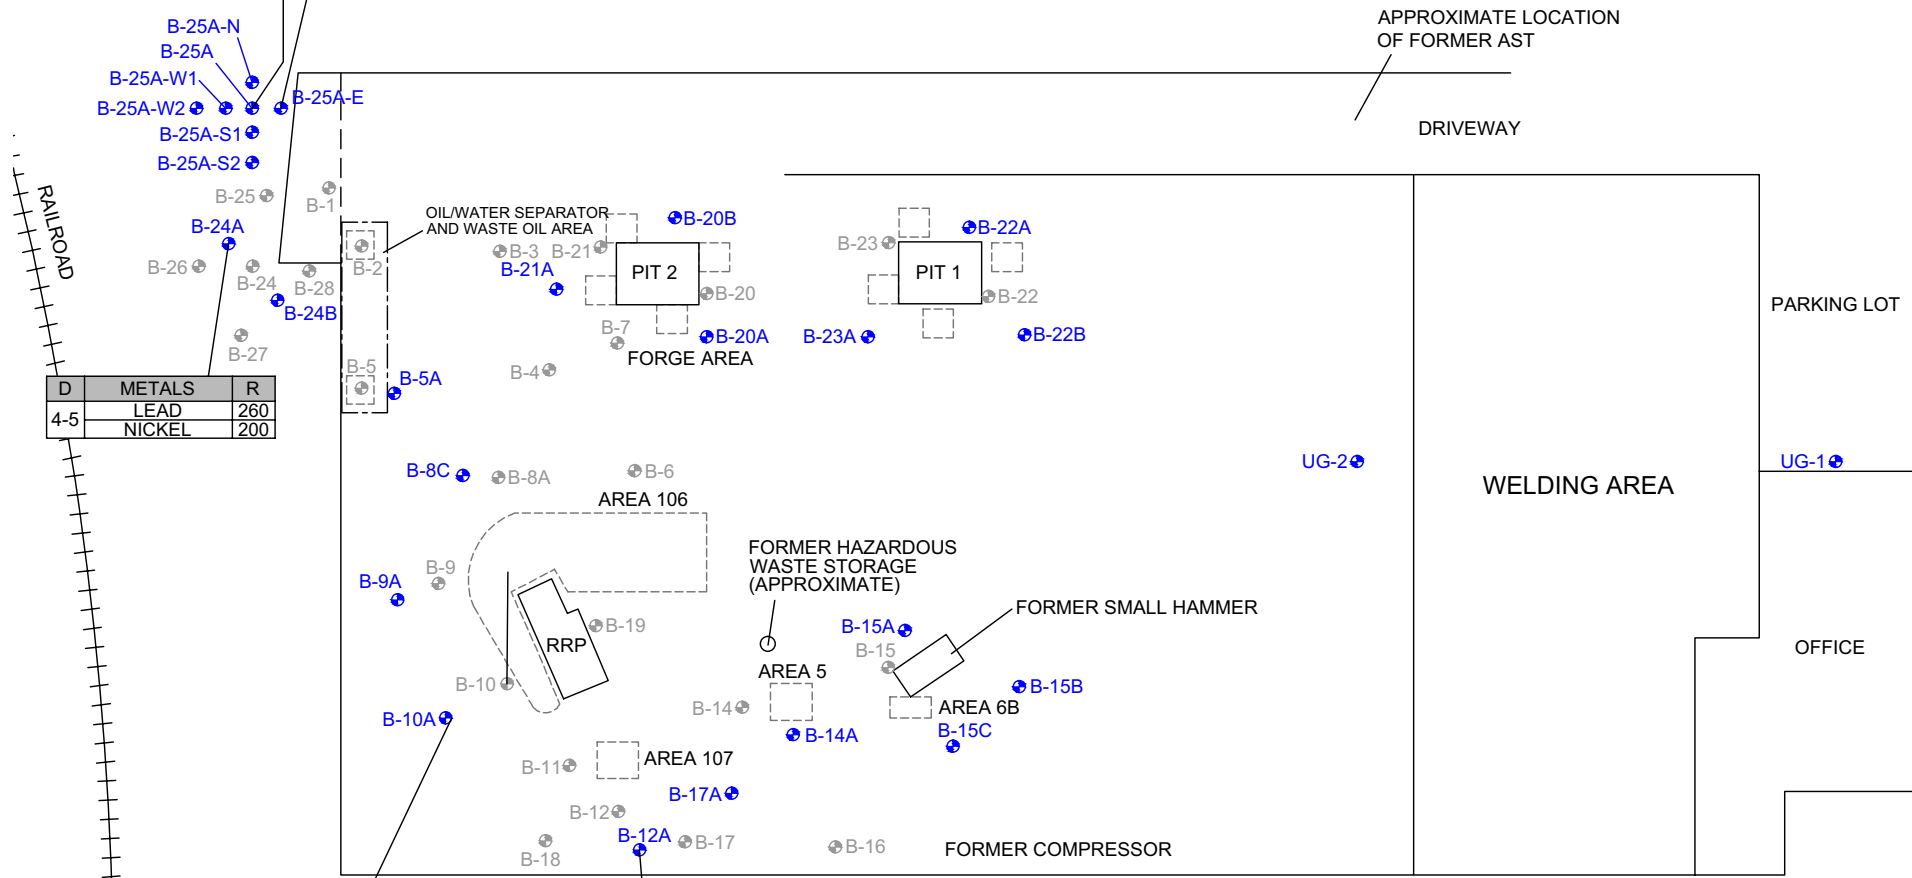 APPROXIMATE LOCATION
OF FORMER AST
B-25A-N
B-25A
B-25A-W1
B-25A-W2
B-25A-E
B-25A-S1
B-25A-S2
DRIVEWAY
RAILROAD
B-25
B-1
B-24A
OIL/WATER SEPARATOR
AND WASTE OIL AREA
B-20B
B-22A
B-23
B-3
B-21
B-26
B-24
B-28
B-2
B-21A
PIT 2
PIT 1
B-20
B-22
B-24B
PARKING LOT
B-27
B-7
B-20A
B-23A
B-22B
FORGE AREA
B-5
B-5A
B-4
D METALS R
4-5 LEAD 260
NICKEL 200
B-8C
B-8A
B-6
UG-2
UG-1
WELDING AREA
AREA 106
FORMER HAZARDOUS
WASTE STORAGE
(APPROXIMATE)
B-9
B-9A
FORMER SMALL HAMMER
B-19
B-15A
RRP
B-15
OFFICE
AREA 5
B-10
B-15B
B-14
AREA 6B
B-10A
B-14A
B-15C
AREA 107
B-11
B-17A
B-12
B-12A
B-17
B-18
B-16
FORMER COMPRESSOR